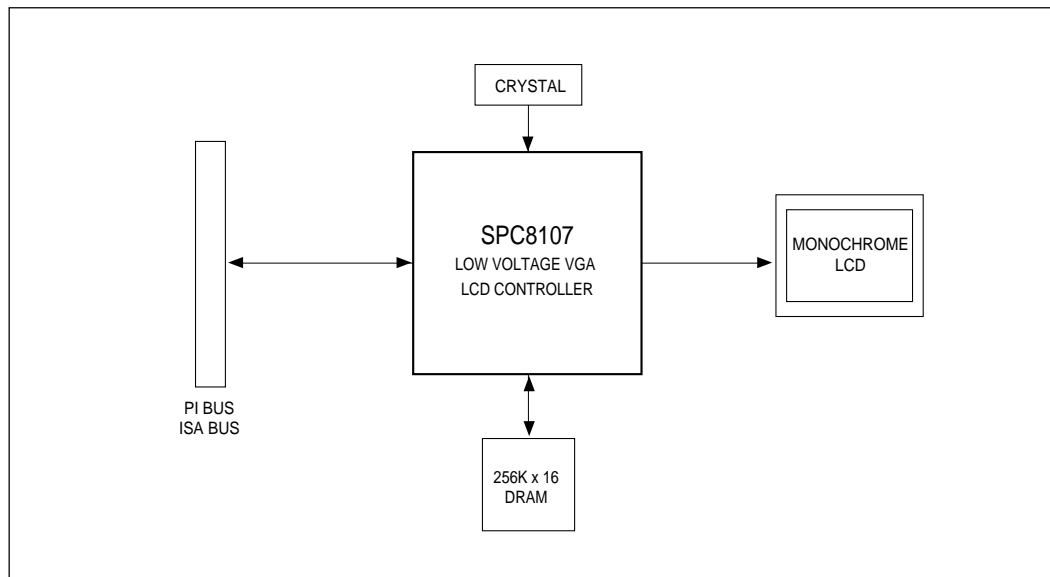 CRYSTAL
SPC8107
LOW VOLTAGE VGA
LCD CONTROLLER
MONOCHROME
LCD
PI BUS
ISA BUS
256K x 16
DRAM